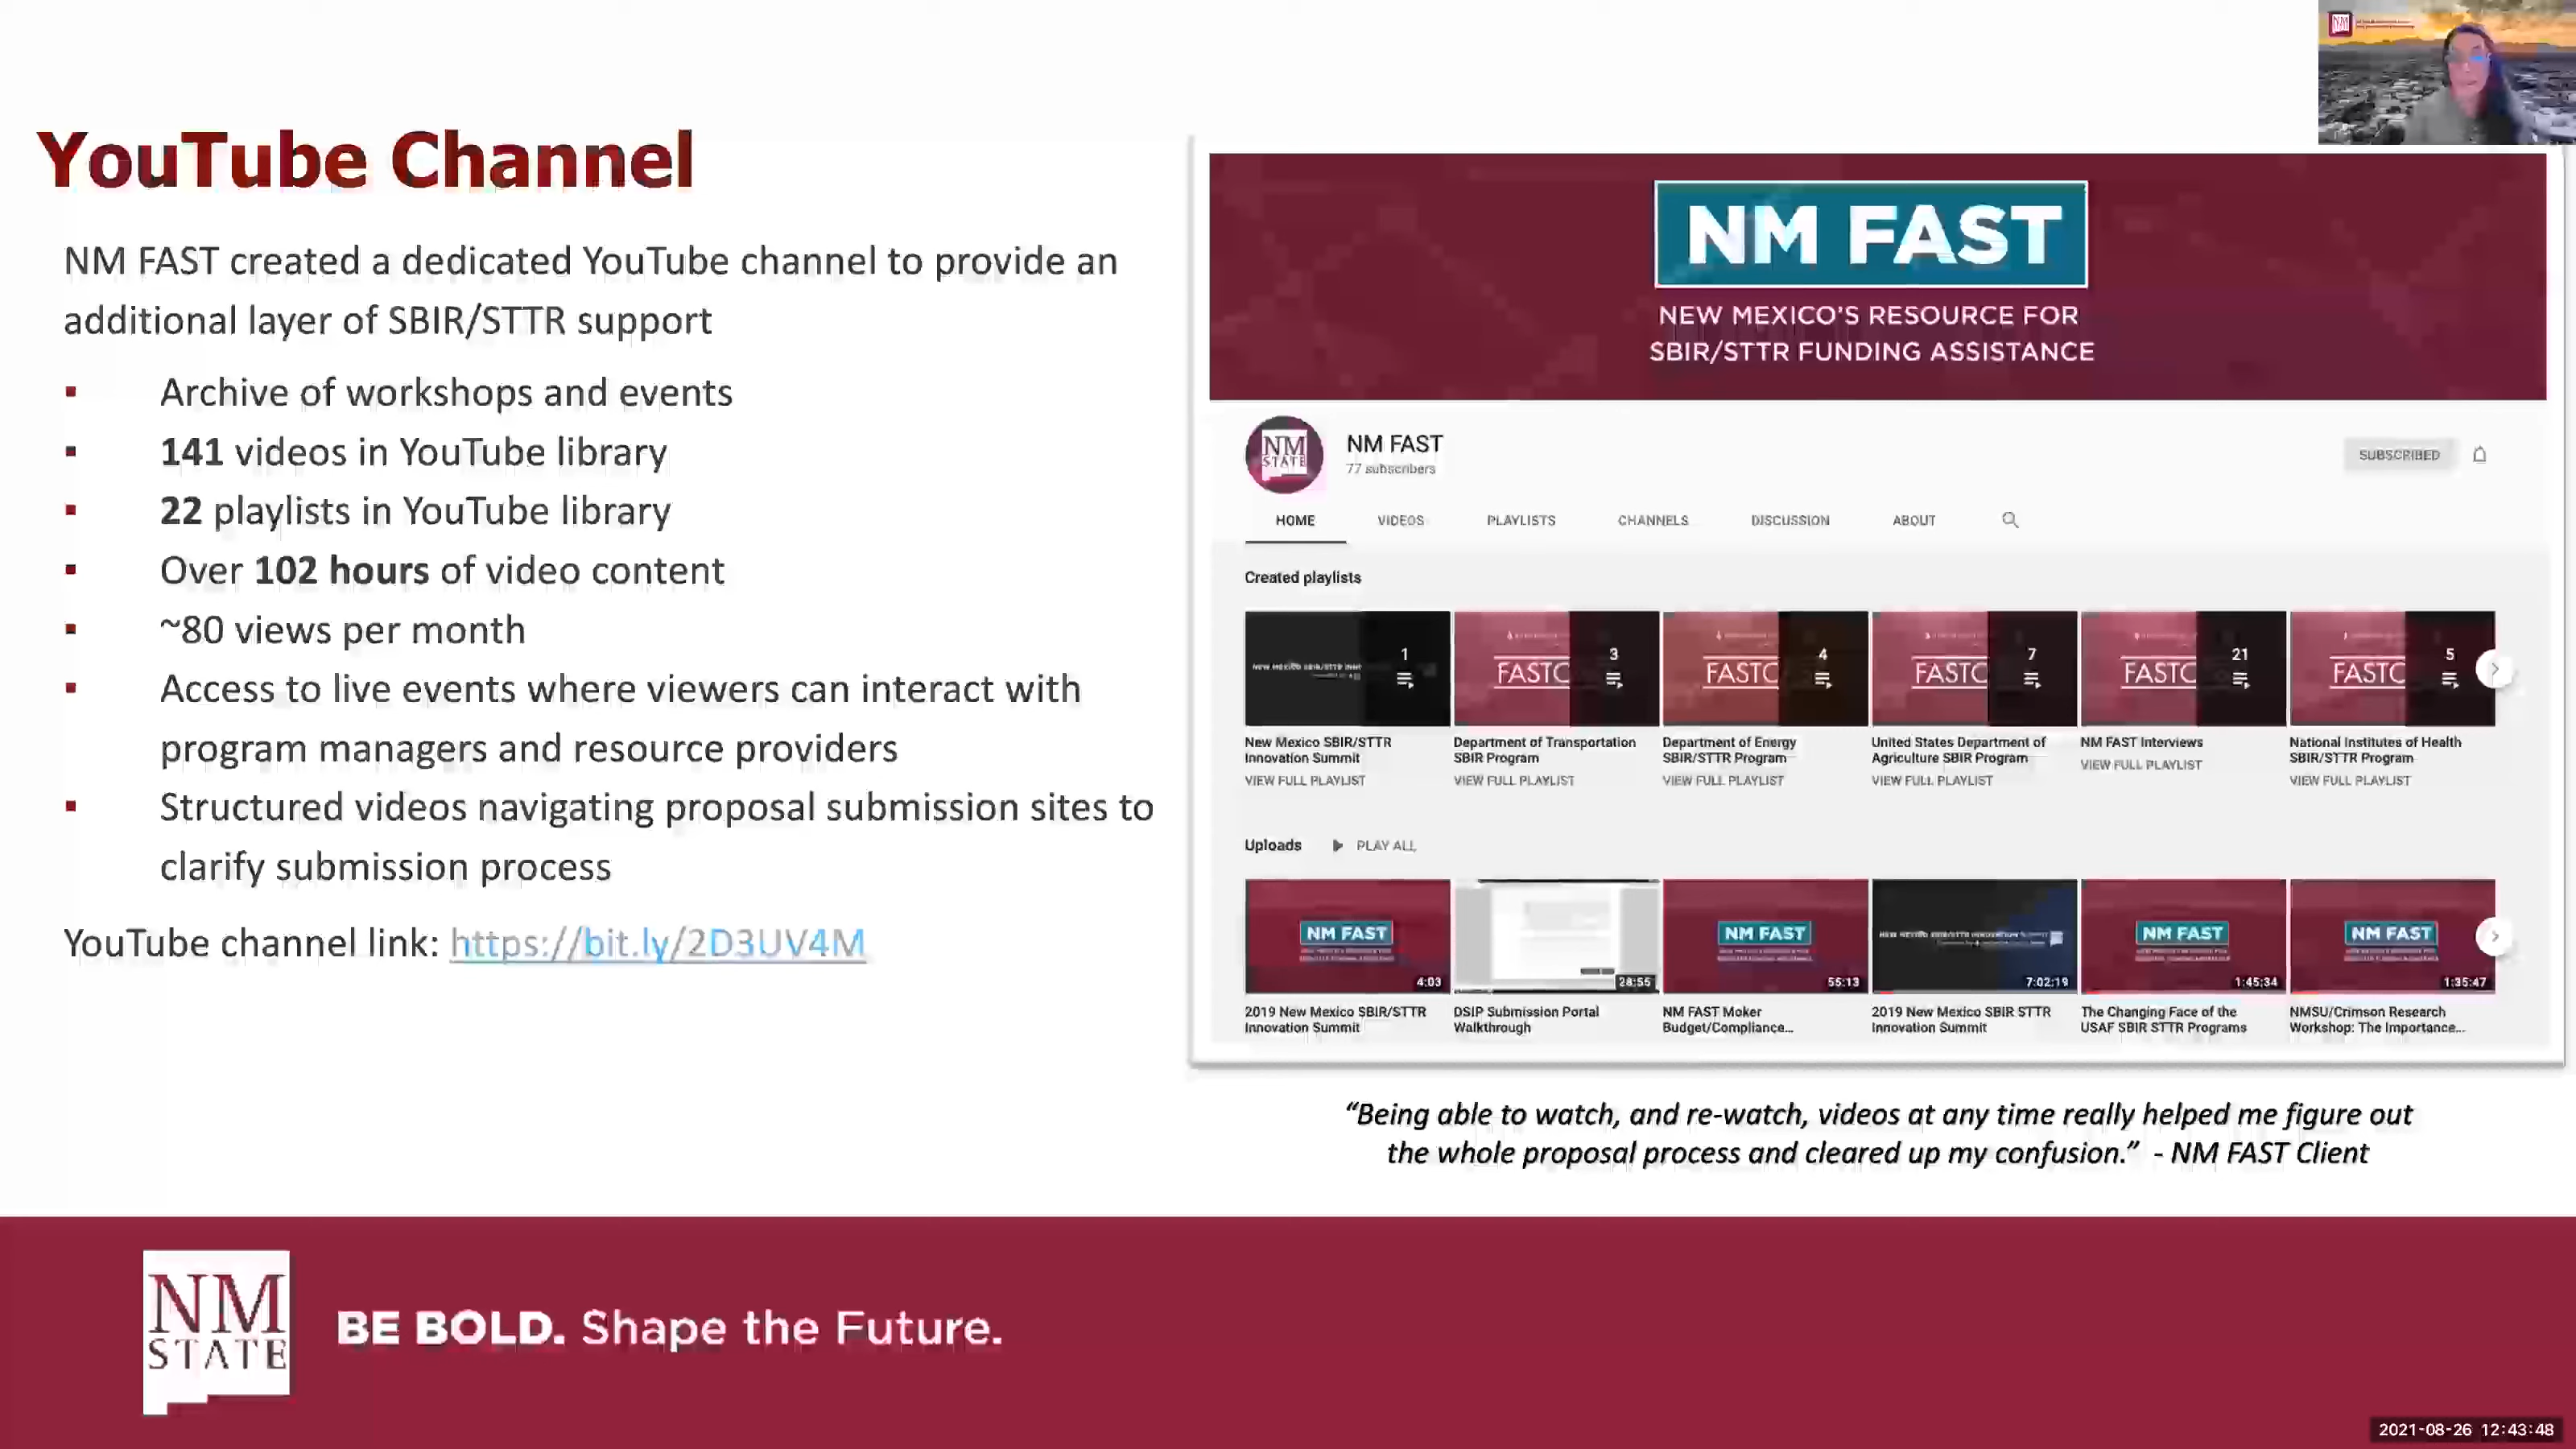 YouTube Channel
NM FAST created a dedicated YouTube channel to provide an
additional layer of SBIR/STTR support
▪ Archive of workshops and events
▪ 141 videos in YouTube library
▪ 22 playlists in YouTube library
▪ Over 102 hours of video content
▪ ~80 views per month
▪ Access to live events where viewers can interact with
program managers and resource providers
▪ Structured videos navigating proposal submission sites to
clarify submission process
YouTube channel link: https://bit.ly/2D3UV4M
NM FAST
NEW MEXICO'S RESOURCE FOR
SBIR/STTR FUNDING ASSISTANCE
NM
STATE
NM FAST
77 subscribers
SUBSCRIBED
HOME VIDEOS PLAYLISTS CHANNELS DISCUSSION ABOUT
Created playlists
1 FASTC 3 FASTC 4 FASTC 7 FASTC 21 FASTC 5
New Mexico SBIR/STTR
Innovation Summit
VIEW FULL PLAYLIST
Department of Transportation
SBIR Program
VIEW FULL PLAYLIST
Department of Energy
SBIR/STTR Program
VIEW FULL PLAYLIST
United States Department of
Agriculture SBIR Program
VIEW FULL PLAYLIST
NM FAST Interviews
VIEW FULL PLAYLIST
National Institutes of Health
SBIR/STTR Program
VIEW FULL PLAYLIST
Uploads PLAY ALL
NM FAST
4:03
2019 New Mexico SBIR/STTR
Innovation Summit
28:55
DSIP Submission Portal
Walkthrough
NM FAST
55:13
NM FAST Moker
Budget/Compliance...
7:02:19
2019 New Mexico SBIR STTR
Innovation Summit
NM FAST
1:45:34
The Changing Face of the
USAF SBIR STTR Programs
NM FAST
1:35:47
NMSU/Crimson Research
Workshop: The Importance...
“Being able to watch, and re-watch, videos at any time really helped me figure out
the whole proposal process and cleared up my confusion.” - NM FAST Client
NM
STATE
BE BOLD. Shape the Future.
2021-08-26 12:43:48